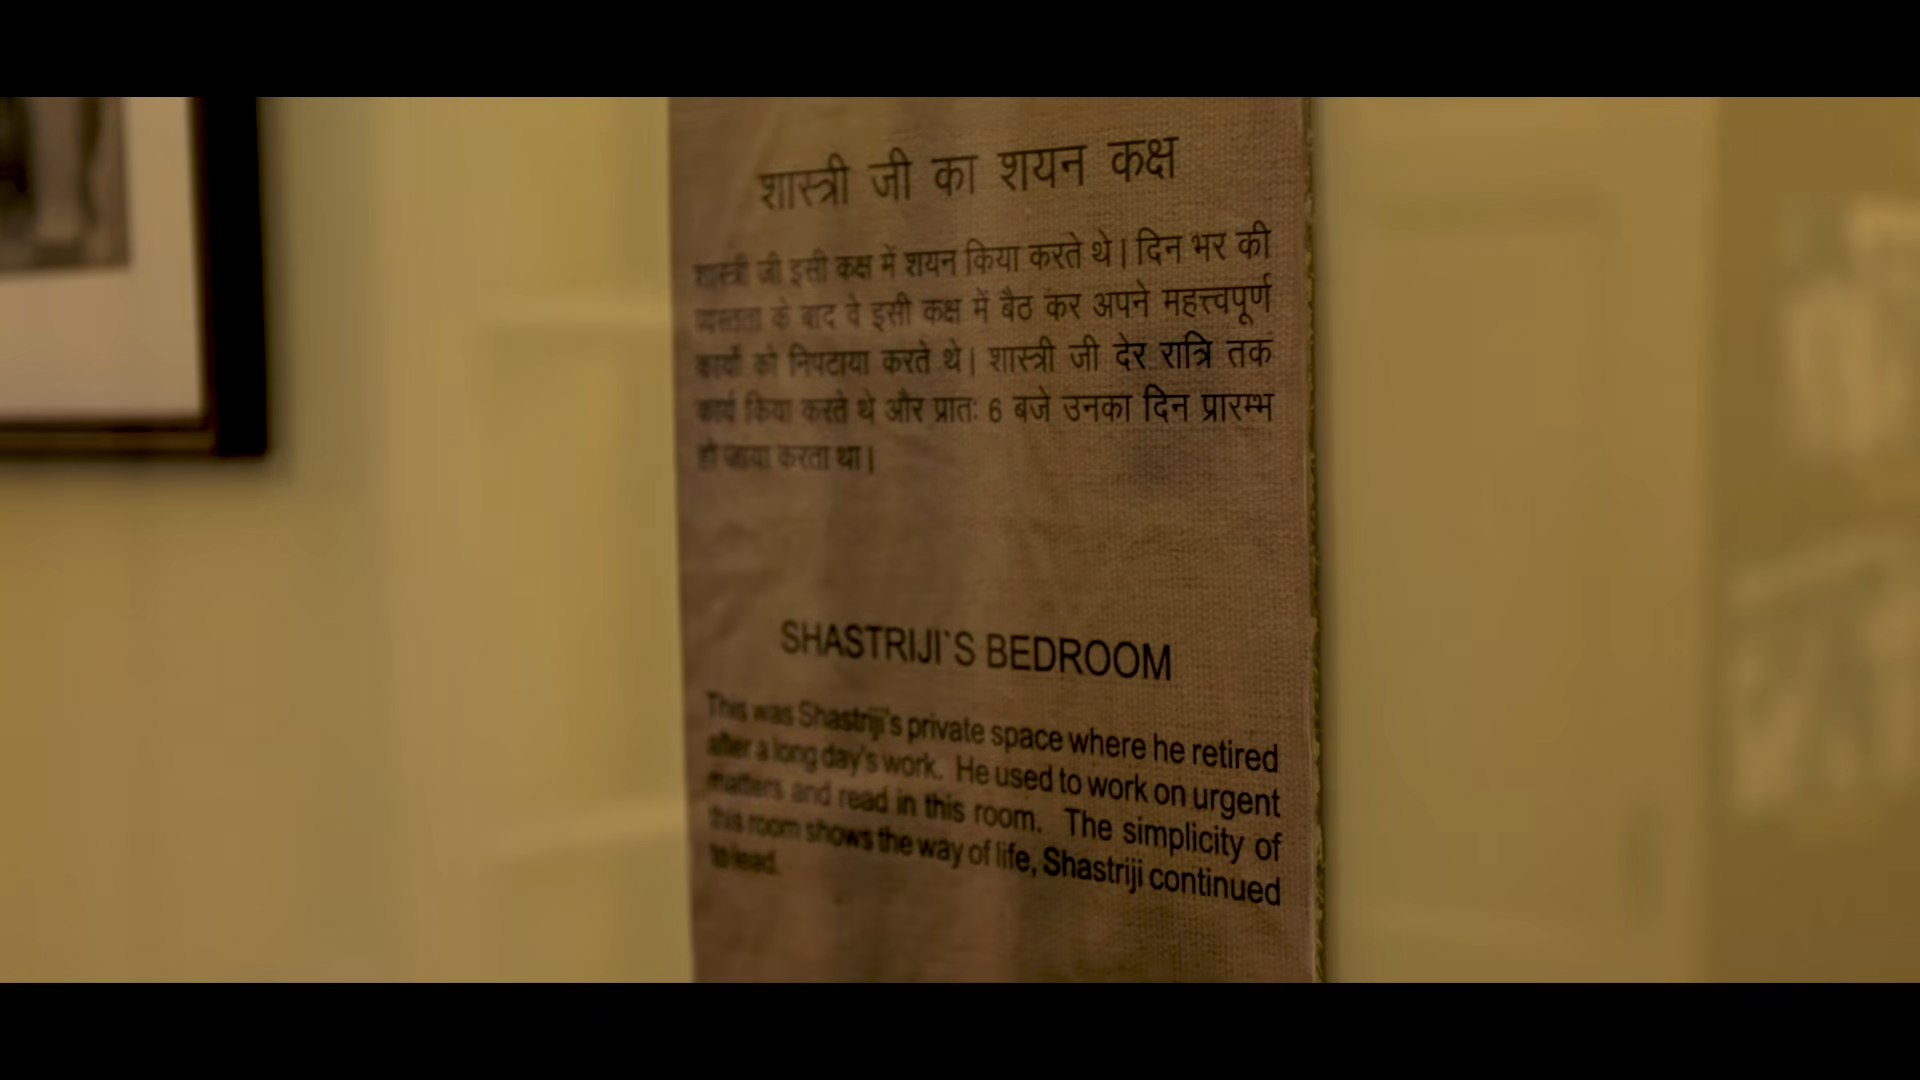 शास्त्री जी का शयन कक्ष
शास्त्री जी इसी कक्ष में शयन किया करते थे। दिन भर की
व्यस्तता के बाद वे इसी कक्ष में बैठ कर अपने महत्त्वपूर्ण
कार्यों को निपटाया करते थे। शास्त्री जी देर रात्रि तक
कार्य किया करते थे और प्रातः 6 बजे उनका दिन प्रारम्भ
हो जाया करता था।
SHASTRIJI`S BEDROOM
This was Shastriji's private space where he retired
after a long day's work. He used to work on urgent
matters and read in this room. The simplicity of
this room shows the way of life, Shastriji continued
to lead.